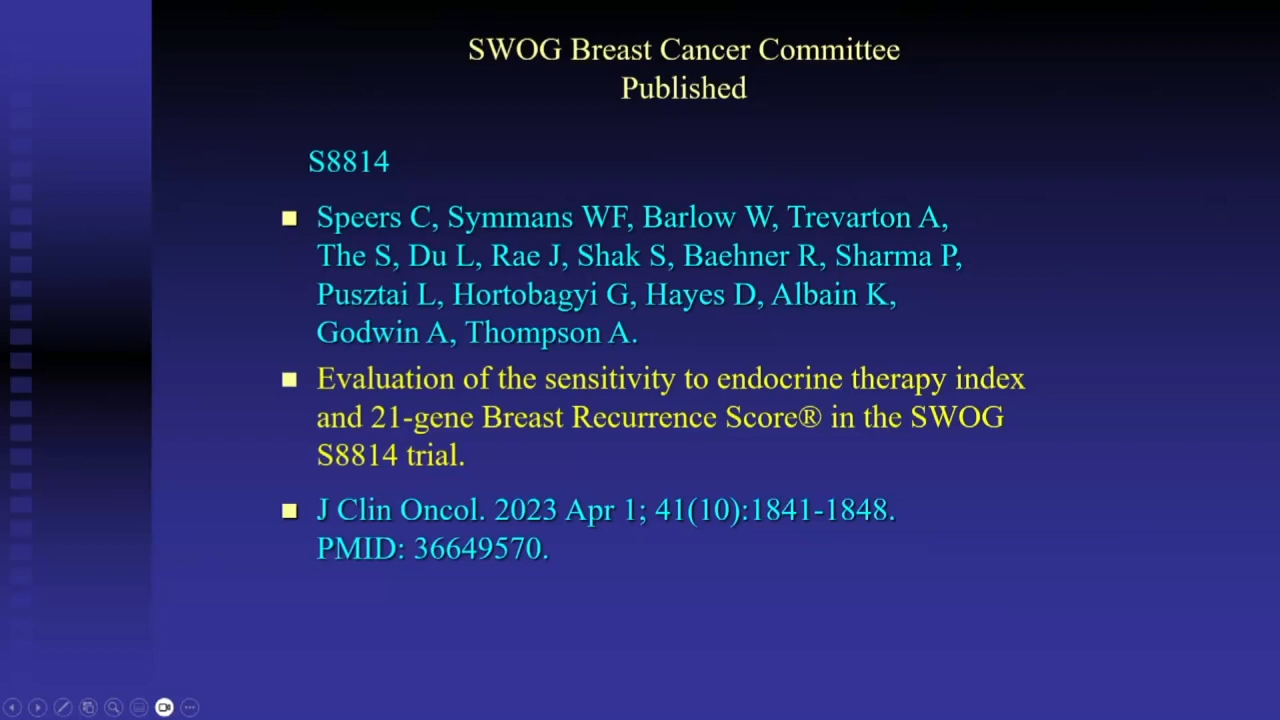 SWOG Breast Cancer Committee
Published
S8814
Speers C, Symmans WF, Barlow W, Trevarton A,
The S, Du L, Rae J, Shak S, Baehner R, Sharma P,
Pusztai L, Hortobagyi G, Hayes D, Albain K,
Godwin A, Thompson A.
Evaluation of the sensitivity to endocrine therapy index
and 21-gene Breast Recurrence Score® in the SWOG
S8814 trial.
J Clin Oncol. 2023 Apr 1; 41(10):1841-1848.
PMID: 36649570.